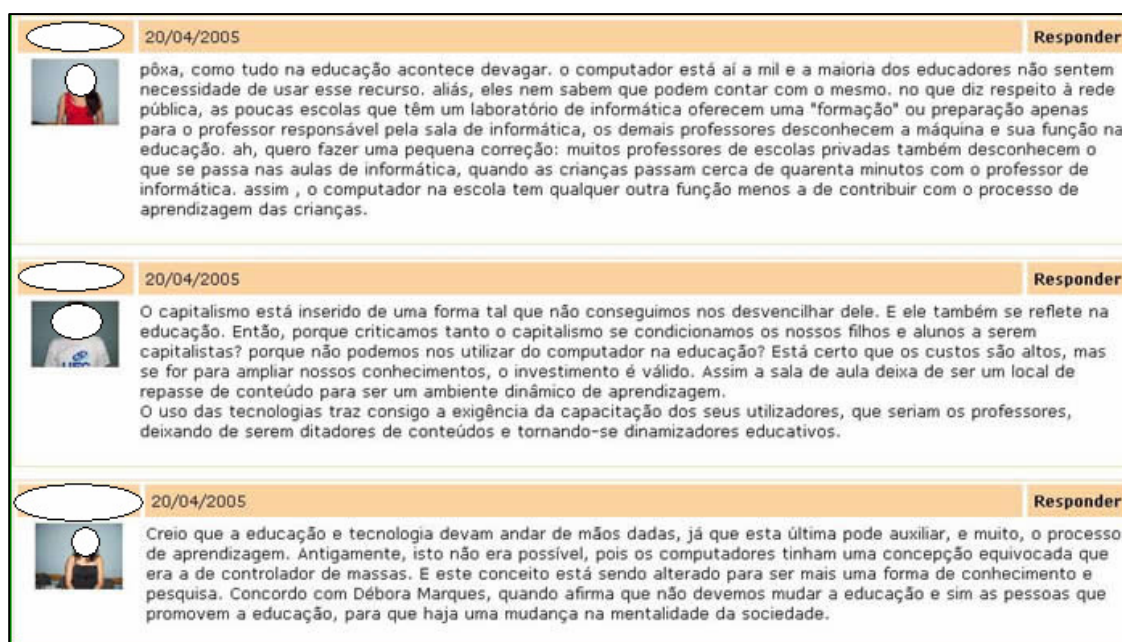 20/04/2005 Responder
pôxa, como tudo na educação acontece devagar. o computador está aí a mil e a maioria dos educadores não sentem
necessidade de usar esse recurso. aliás, eles nem sabem que podem contar com o mesmo. no que diz respeito à rede
pública, as poucas escolas que têm um laboratório de informática oferecem uma "formação" ou preparação apenas
para o professor responsável pela sala de informática, os demais professores desconhecem a máquina e sua função na
educação. ah, quero fazer uma pequena correção: muitos professores de escolas privadas também desconhecem o
que se passa nas aulas de informática, quando as crianças passam cerca de quarenta minutos com o professor de
informática. assim , o computador na escola tem qualquer outra função menos a de contribuir com o processo de
aprendizagem das crianças.
20/04/2005 Responder
O capitalismo está inserido de uma forma tal que não conseguimos nos desvencilhar dele. E ele também se reflete na
educação. Então, porque criticamos tanto o capitalismo se condicionamos os nossos filhos e alunos a serem
capitalistas? porque não podemos nos utilizar do computador na educação? Está certo que os custos são altos, mas
se for para ampliar nossos conhecimentos, o investimento é válido. Assim a sala de aula deixa de ser um local de
repasse de conteúdo para ser um ambiente dinâmico de aprendizagem.
O uso das tecnologias traz consigo a exigência da capacitação dos seus utilizadores, que seriam os professores,
deixando de serem ditadores de conteúdos e tornando-se dinamizadores educativos.
20/04/2005 Responder
Creio que a educação e tecnologia devam andar de mãos dadas, já que esta última pode auxiliar, e muito, o processo
de aprendizagem. Antigamente, isto não era possível, pois os computadores tinham uma concepção equivocada que
era a de controlador de massas. E este conceito está sendo alterado para ser mais uma forma de conhecimento e
pesquisa. Concordo com Débora Marques, quando afirma que não devemos mudar a educação e sim as pessoas que
promovem a educação, para que haja uma mudança na mentalidade da sociedade.